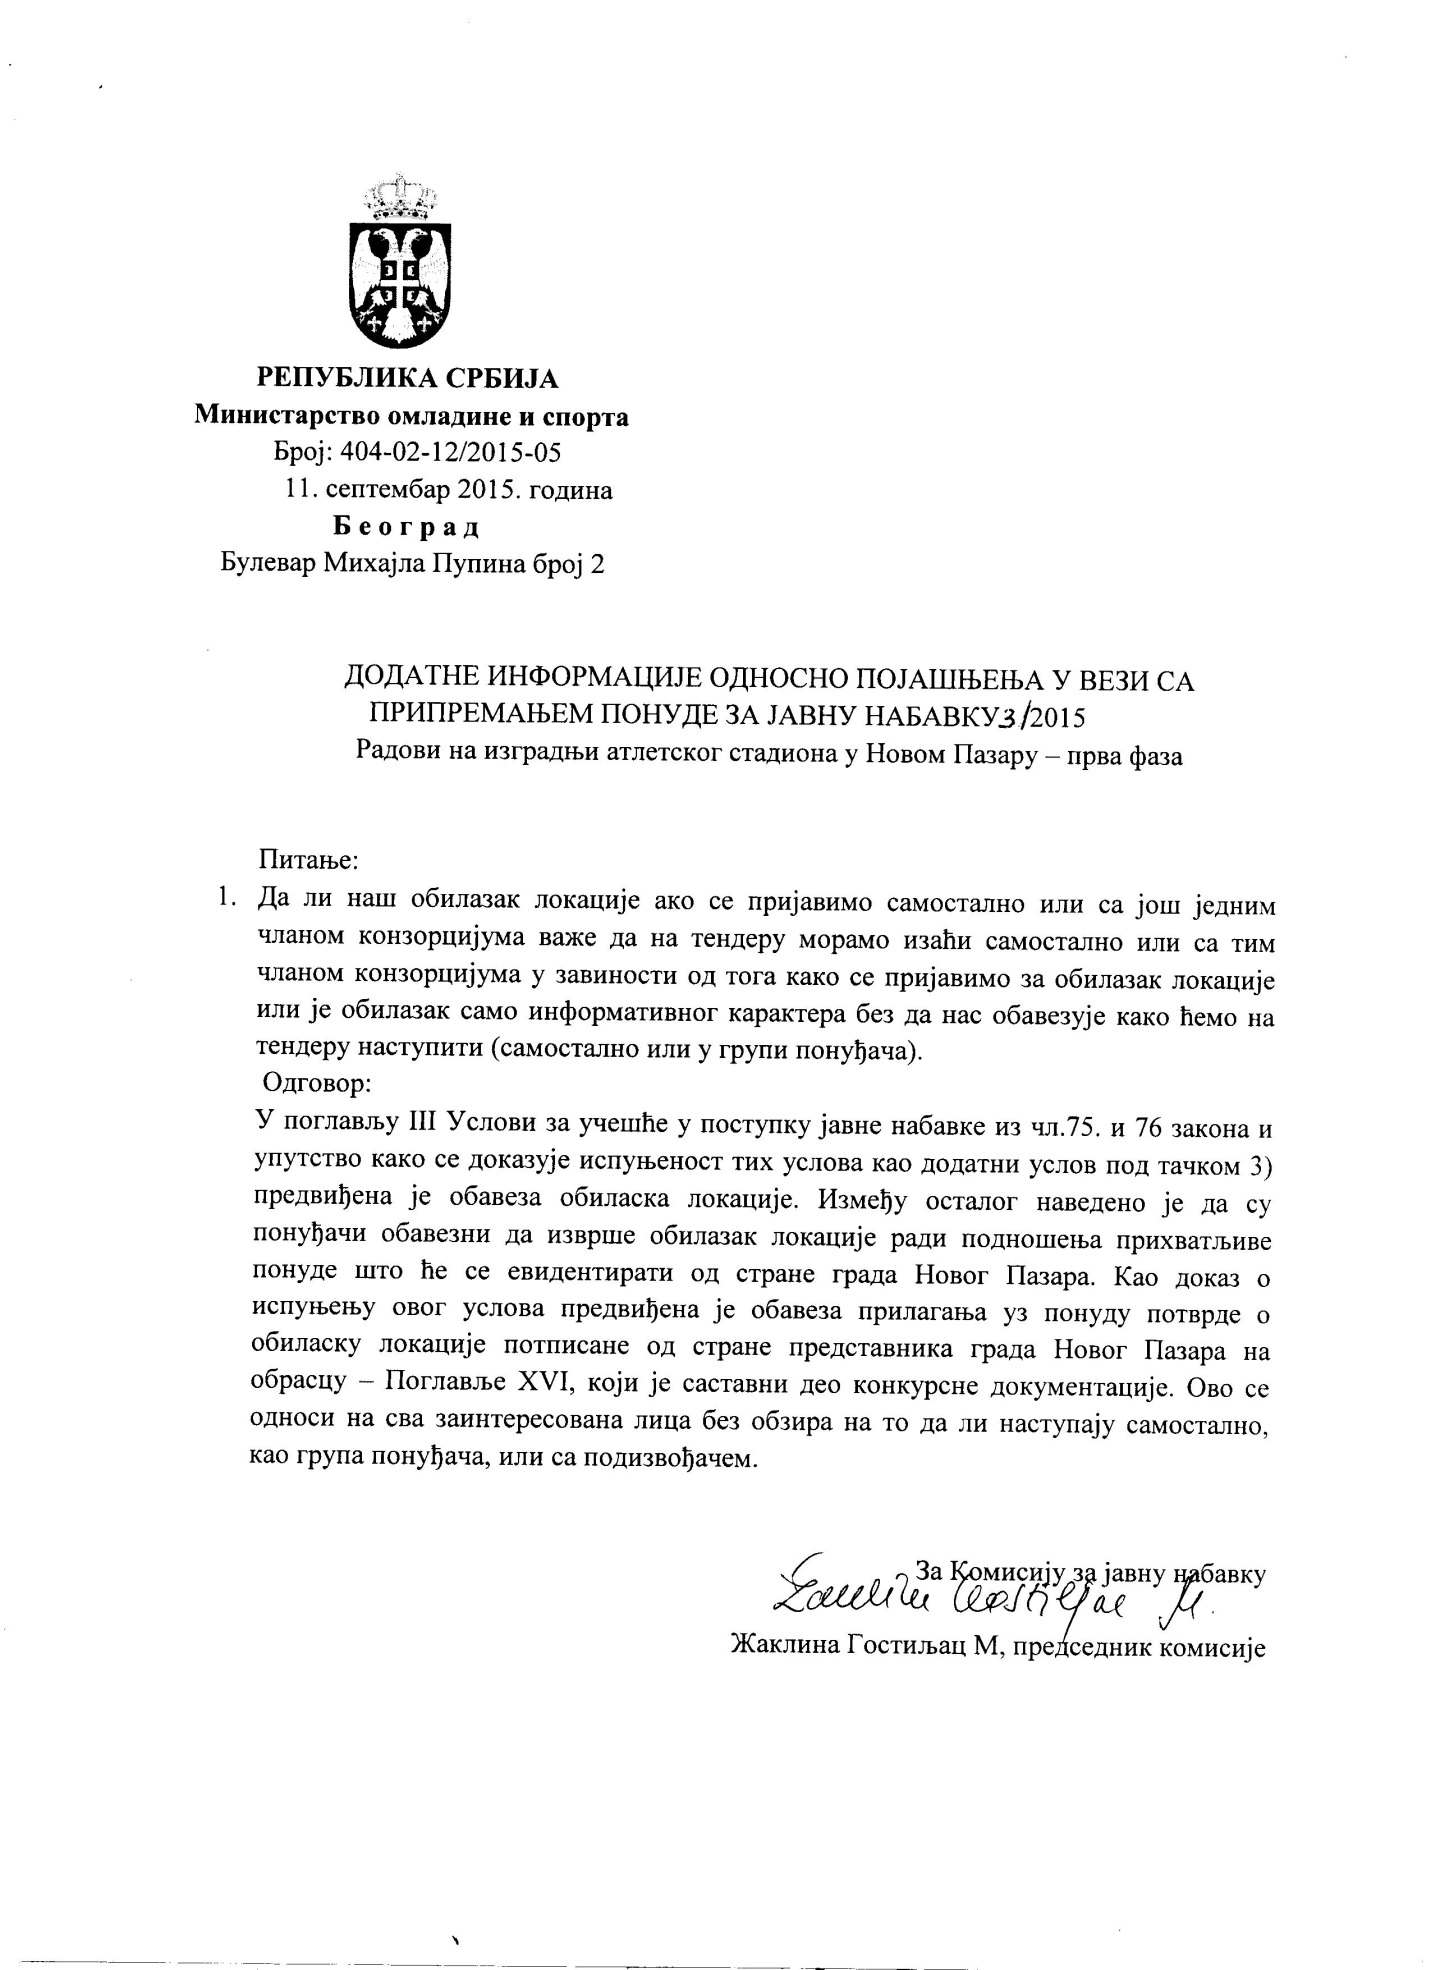 РЕПУБЛИКА СРБИЈА
Министарство омладине и спорта
Број: 404-02-12/2015-05
11. септембар 2015. година
Б е о г р а д
Булевар Михајла Пупина број 2
ДОДАТНЕ ИНФОРМАЦИЈЕ ОДНОСНО ПОЈАШЊЕЊА У ВЕЗИ СА
ПРИПРЕМАЊЕМ ПОНУДЕ ЗА ЈАВНУ НАБАВКУ3/2015
Радови на изградњи атлетског стадиона у Новом Пазару – прва фаза
Питање:
1. Да ли наш обилазак локације ако се пријавимо самостално или са још једним
чланом конзорцијума важе да на тендеру морамо изаћи самостално или са тим
чланом конзорцијума у завиности од тога како се пријавимо за обилазак локације
или је обилазак само информативног карактера без да нас обавезује како ћемо на
тендеру наступити (самостално или у групи понуђача).
Одговор:
У поглављу III Услови за учешће у поступку јавне набавке из чл.75. и 76 закона и
упутство како се доказује испуњеност тих услова као додатни услов под тачком 3)
предвиђена је обавеза обиласка локације. Између осталог наведено је да су
понуђачи обавезни да изврше обилазак локације ради подношења прихватљиве
понуде што ће се евидентирати од стране града Новог Пазара. Као доказ о
испуњењу овог услова предвиђена је обавеза прилагања уз понуду потврде о
обиласку локације потписане од стране представника града Новог Пазара на
обрасцу – Поглавље XVI, који је саставни део конкурсне документације. Ово се
односи на сва заинтересована лица без обзира на то да ли наступају самостално,
као група понуђача, или са подизвођачем.
За Комисију за јавну набавку
Жаклина Гостиљац М, председник комисије